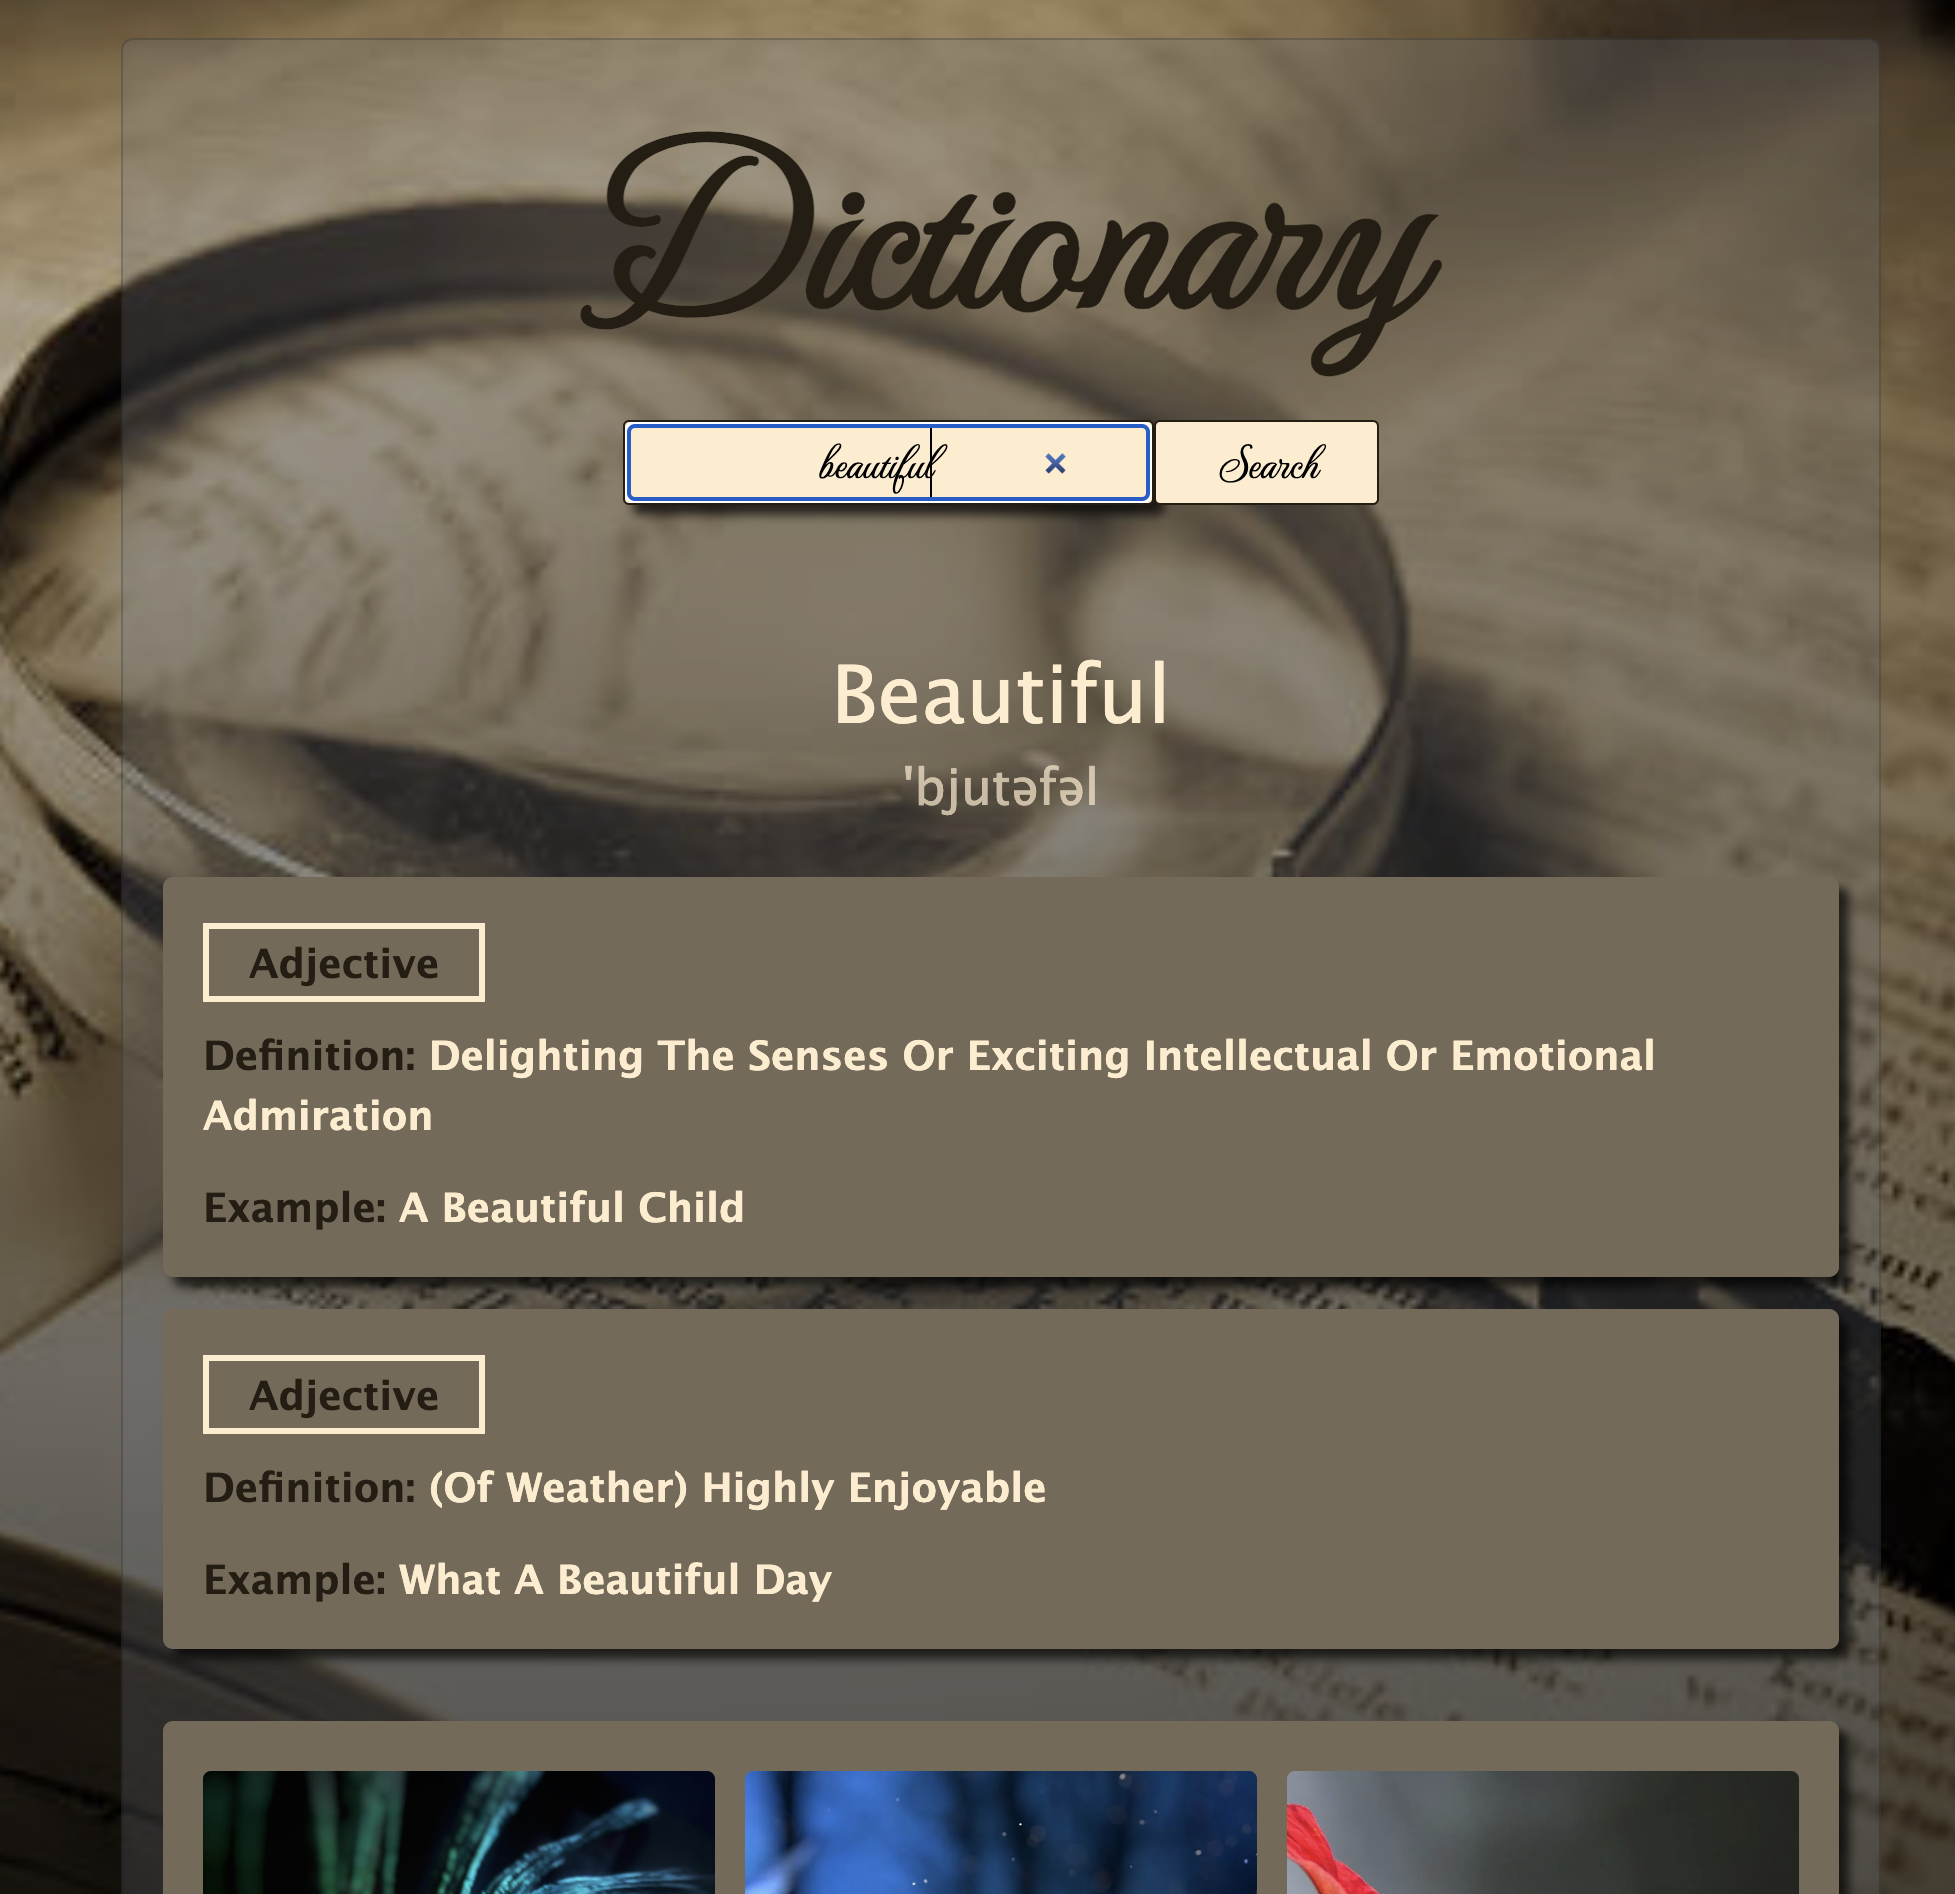 Dictionary
beautiful × Search
Beautiful
'bjutəfəl
Adjective
Definition: Delighting The Senses Or Exciting Intellectual Or Emotional
Admiration
Example: A Beautiful Child
Adjective
Definition: (Of Weather) Highly Enjoyable
Example: What A Beautiful Day